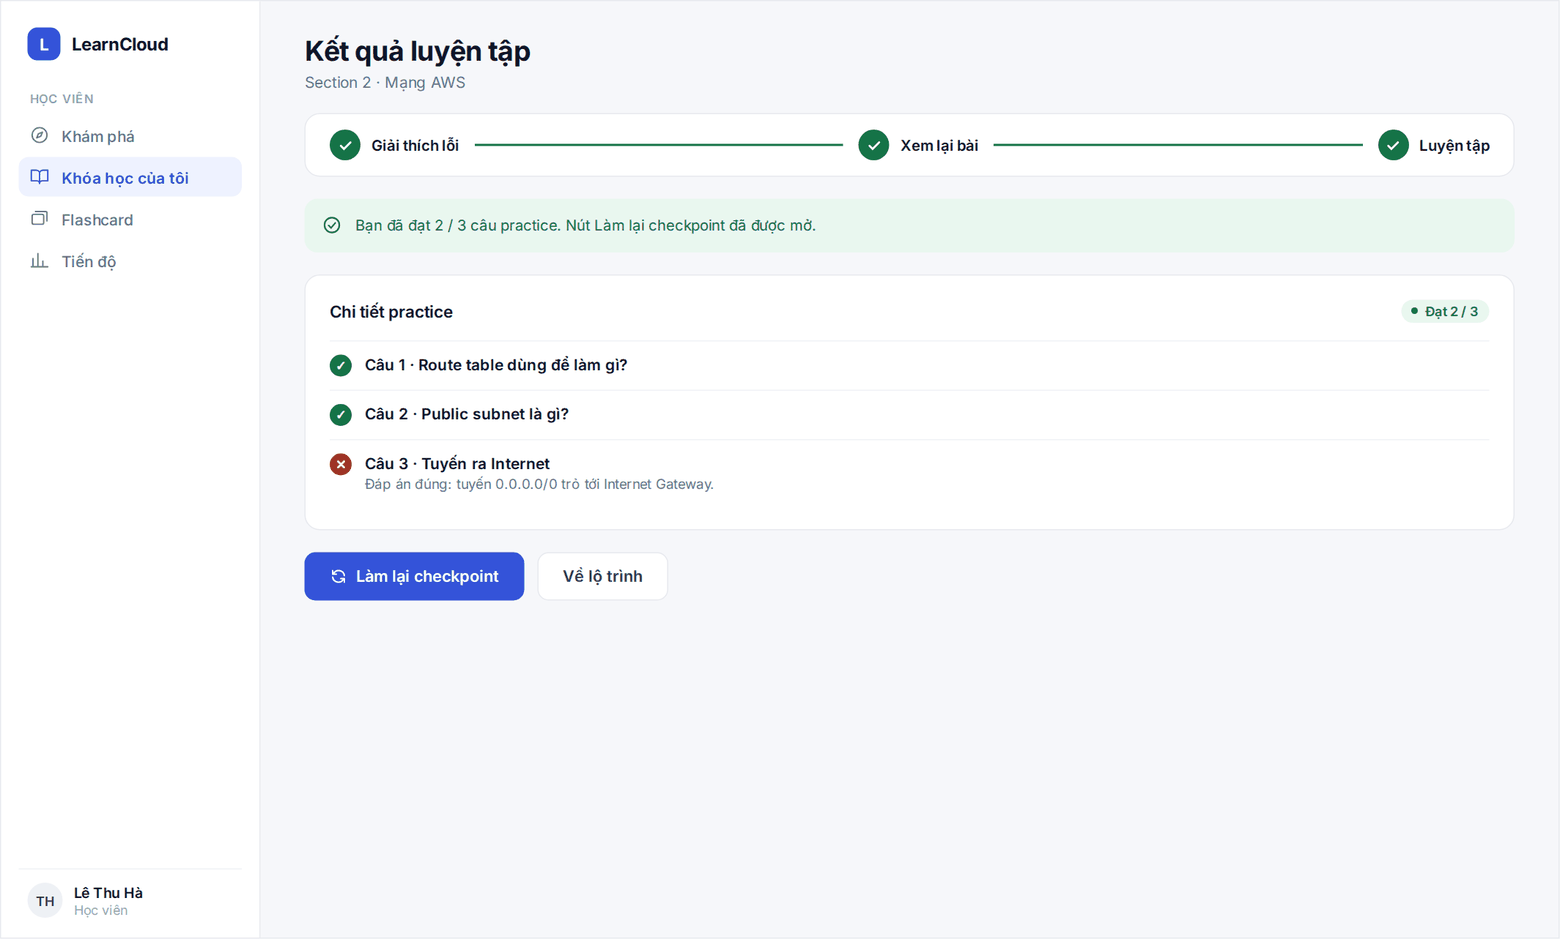 L LearnCloud
HỌC VIÊN
Khám phá
Khóa học của tôi
Flashcard
Tiến độ
TH
Lê Thu Hà
Học viên
Kết quả luyện tập
Section 2 · Mạng AWS
Giải thích lỗi
Xem lại bài
Luyện tập
Bạn đã đạt 2 / 3 câu practice. Nút Làm lại checkpoint đã được mở.
Chi tiết practice
Đạt 2 / 3
Câu 1 · Route table dùng để làm gì?
Câu 2 · Public subnet là gì?
Câu 3 · Tuyến ra Internet
Đáp án đúng: tuyến 0.0.0.0/0 trỏ tới Internet Gateway.
Làm lại checkpoint
Về lộ trình